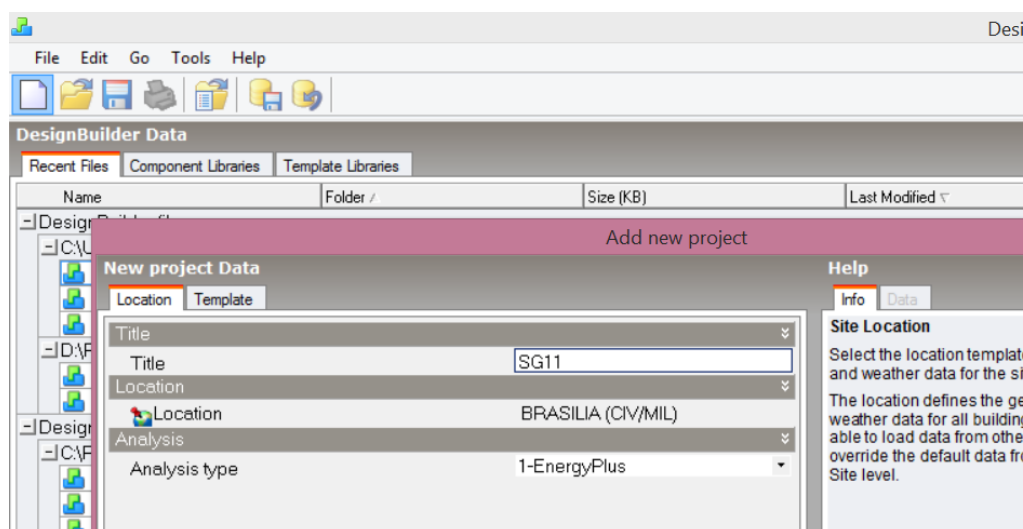 Desi
File Edit Go Tools Help
DesignBuilder Data
Recent Files Component Libraries Template Libraries
Name Folder Size (KB) Last Modified
Add new project
C:\U
New project Data Help
Location Template Info Data
Title Site Location
Title SG11 Select the location templat
Location and weather data for the si
Location BRASILIA (CIV/MIL) The location defines the ge
weather data for all building
Analysis able to load data from othe
Analysis type 1-EnergyPlus override the default data fr
Site level.
D:\F
Design
C:\F